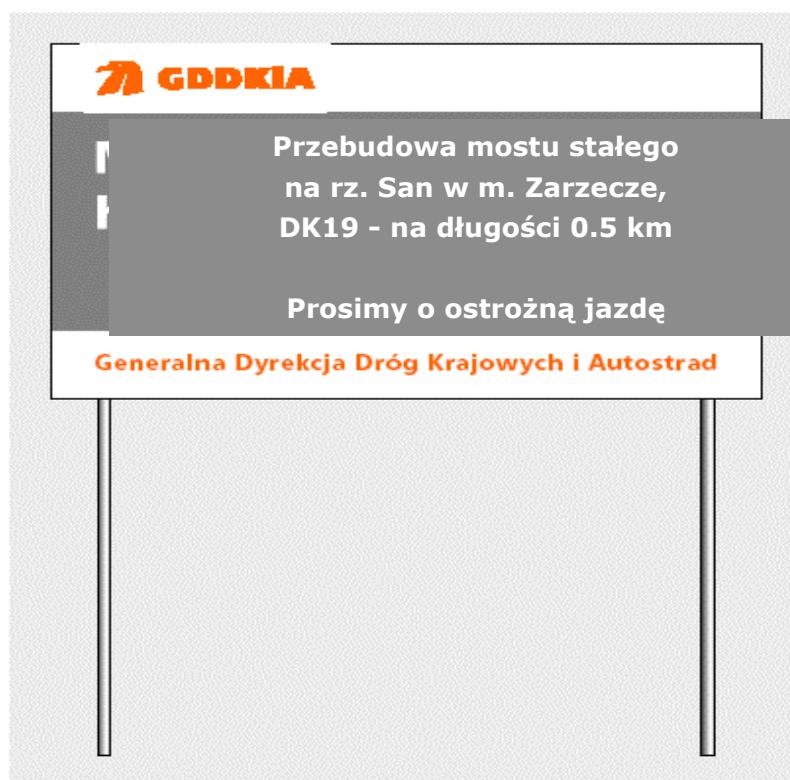 GDDKiA
Przebudowa mostu stałego
na rz. San w m. Zarzecze,
DK19 - na długości 0.5 km
Prosimy o ostrożną jazdę
Generalna Dyrekcja Dróg Krajowych i Autostrad